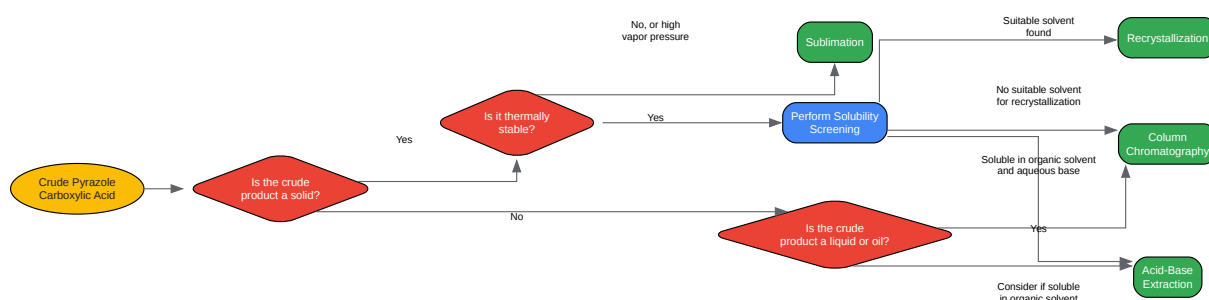 No, or high
vapor pressure
Sublimation
Suitable solvent
found
Recrystallization
Is it thermally
stable?
Yes
Perform Solubility
Screening
No suitable solvent
for recrystallization
Column
Chromatography
Yes
Soluble in organic solvent
and aqueous base
Crude Pyrazole
Carboxylic Acid
Is the crude
product a solid?
No
Is the crude
product a liquid or oil?
Yes
Acid-Base
Extraction
Consider if soluble
in organic solvent